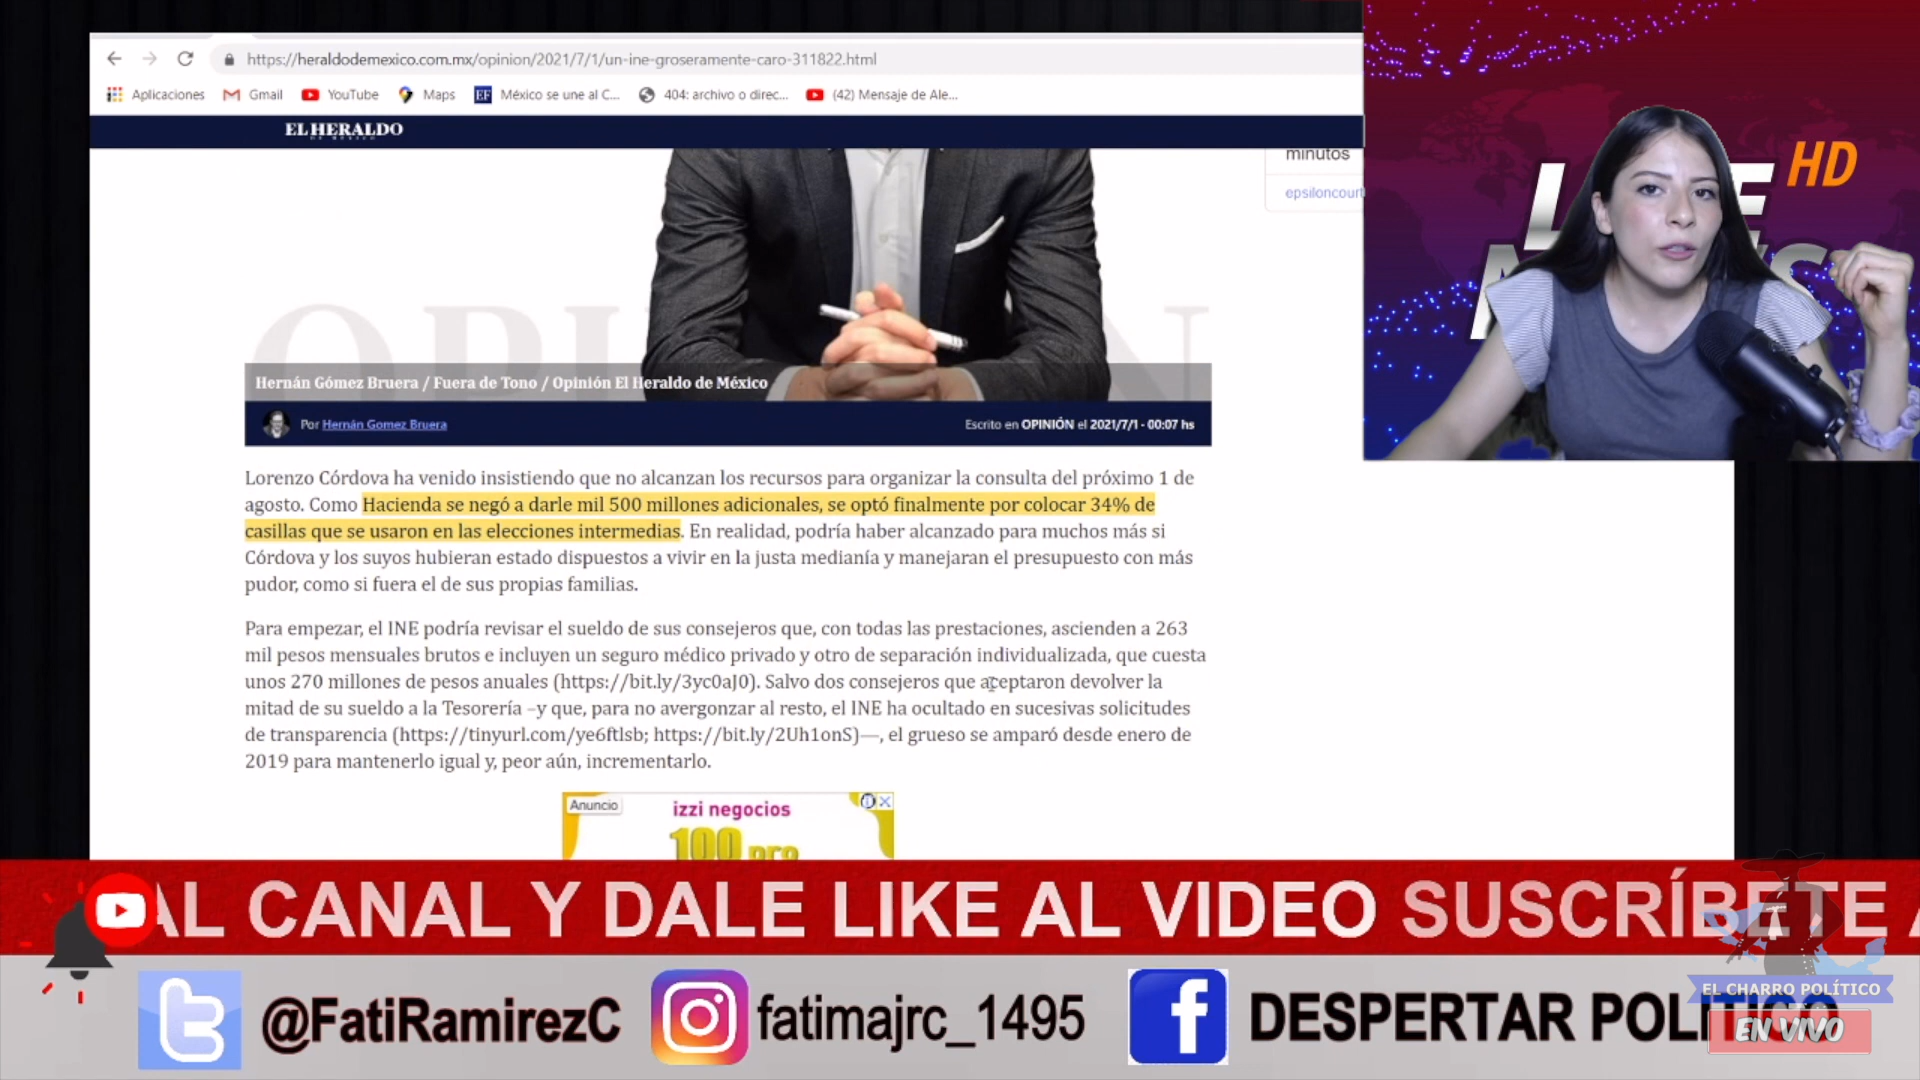 https://heraldodemexico.com.mx/opinion/2021/7/1/un-ine-groseramente-caro-311822.html
Aplicaciones Gmail YouTube Maps México se une al C... 404: archivo o direc... (42) Mensaje de Ale...
EL HERALDO
DE MÉXICO
minutos
epsiloncourt
HD
Hernán Gómez Bruera / Fuera de Tono / Opinión El Heraldo de México
Por Hernán Gomez Bruera
Escrito en OPINIÓN el 2021/7/1 - 00:07 hs
Lorenzo Córdova ha venido insistiendo que no alcanzan los recursos para organizar la consulta del próximo 1 de
agosto. Como Hacienda se negó a darle mil 500 millones adicionales, se optó finalmente por colocar 34% de
casillas que se usaron en las elecciones intermedias. En realidad, podría haber alcanzado para muchos más si
Córdova y los suyos hubieran estado dispuestos a vivir en la justa medianía y manejaran el presupuesto con más
pudor, como si fuera el de sus propias familias.
Para empezar, el INE podría revisar el sueldo de sus consejeros que, con todas las prestaciones, ascienden a 263
mil pesos mensuales brutos e incluyen un seguro médico privado y otro de separación individualizada, que cuesta
unos 270 millones de pesos anuales (https://bit.ly/3yc0aJ0). Salvo dos consejeros que aceptaron devolver la
mitad de su sueldo a la Tesorería –y que, para no avergonzar al resto, el INE ha ocultado en sucesivas solicitudes
de transparencia (https://tinyurl.com/ye6ftlsb; https://bit.ly/2Uh1onS)—, el grueso se amparó desde enero de
2019 para mantenerlo igual y, peor aún, incrementarlo.
Anuncio
izzi negocios
100
AL CANAL Y DALE LIKE AL VIDEO SUSCRÍBETE A
EL CHARRO POLÍTICO
@FatiRamirezC fatimajrc_1495 DESPERTAR POLÍTICO
EN VIVO